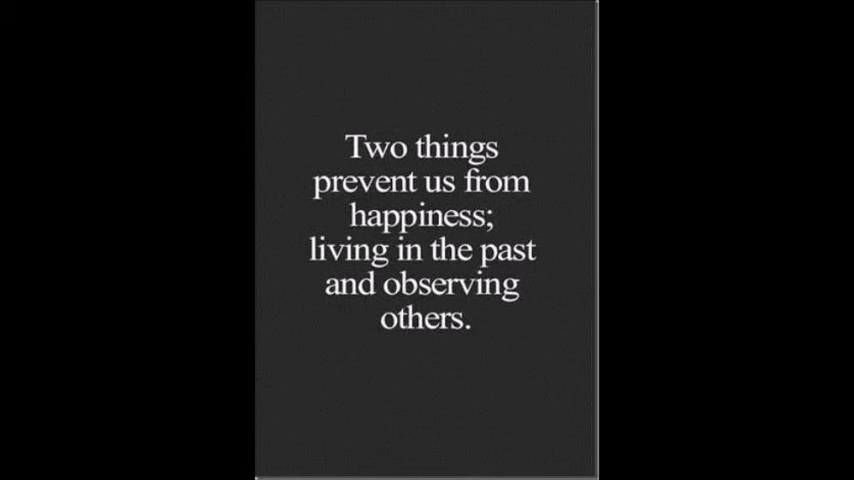 Two things
prevent us from
happiness;
living in the past
and observing
others.